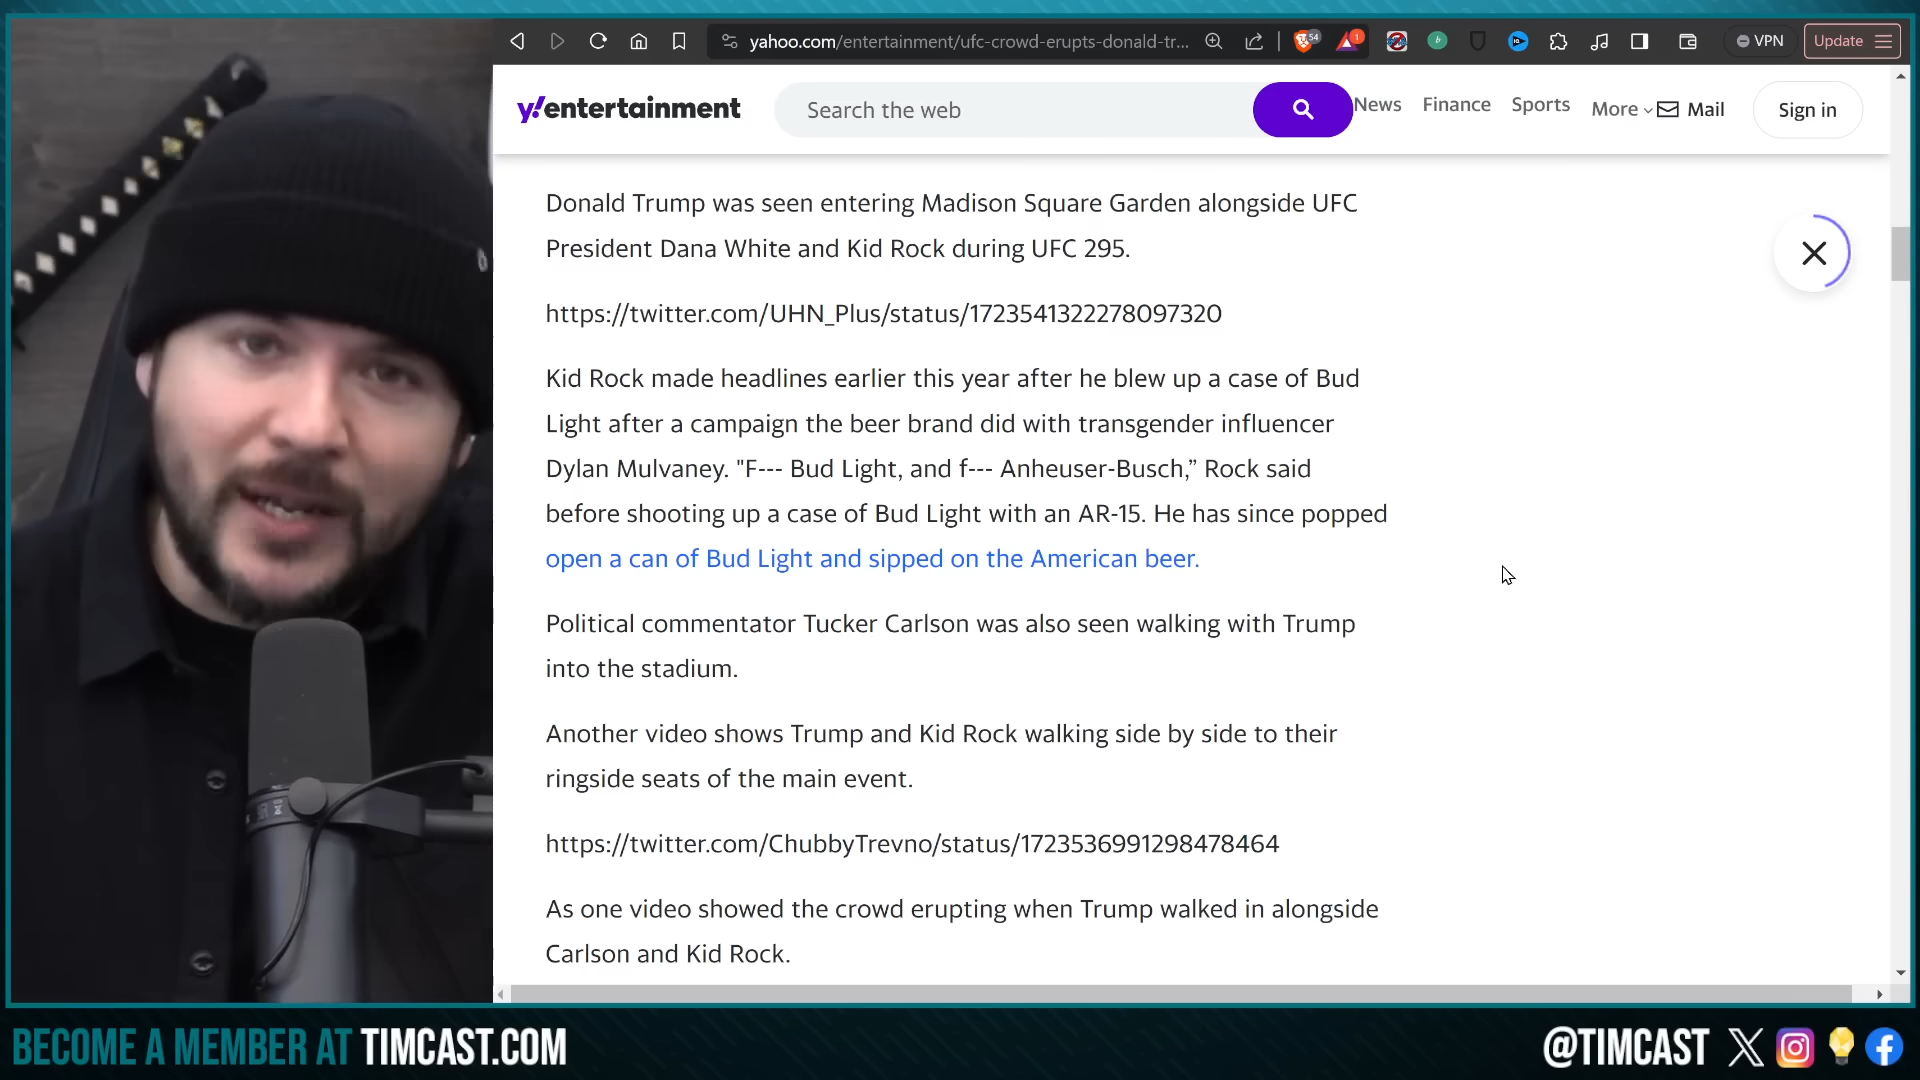 yahoo.com/entertainment/ufc-crowd-erupts-donald-tr...
54
1
VPN
Update
y!entertainment
Search the web
News
Finance
Sports
More
Mail
Sign in
Donald Trump was seen entering Madison Square Garden alongside UFC
President Dana White and Kid Rock during UFC 295.
https://twitter.com/UHN_Plus/status/1723541322278097320
Kid Rock made headlines earlier this year after he blew up a case of Bud
Light after a campaign the beer brand did with transgender influencer
Dylan Mulvaney. "F--- Bud Light, and f--- Anheuser-Busch,” Rock said
before shooting up a case of Bud Light with an AR-15. He has since popped
open a can of Bud Light and sipped on the American beer.
Political commentator Tucker Carlson was also seen walking with Trump
into the stadium.
Another video shows Trump and Kid Rock walking side by side to their
ringside seats of the main event.
https://twitter.com/ChubbyTrevno/status/1723536991298478464
As one video showed the crowd erupting when Trump walked in alongside
Carlson and Kid Rock.
BECOME A MEMBER AT TIMCAST.COM
@TIMCAST